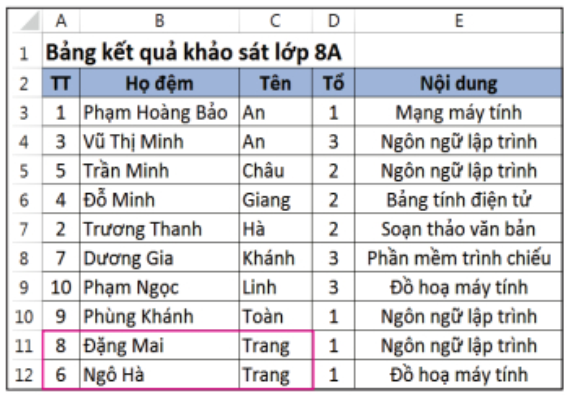 A B C D E
1 Bảng kết quả khảo sát lớp 8A
2 TT Họ đệm Tên Tổ Nội dung
3 1 Phạm Hoàng Bảo An 1 Mạng máy tính
4 3 Vũ Thị Minh An 3 Ngôn ngữ lập trình
5 5 Trần Minh Châu 2 Ngôn ngữ lập trình
6 4 Đỗ Minh Giang 2 Bảng tính điện tử
7 2 Trương Thanh Hà 2 Soạn thảo văn bản
8 7 Dương Gia Khánh 3 Phần mềm trình chiếu
9 10 Phạm Ngọc Linh 3 Đồ hoạ máy tính
10 9 Phùng Khánh Toàn 1 Ngôn ngữ lập trình
11 8 Đặng Mai Trang 1 Ngôn ngữ lập trình
12 6 Ngô Hà Trang 1 Đồ hoạ máy tính